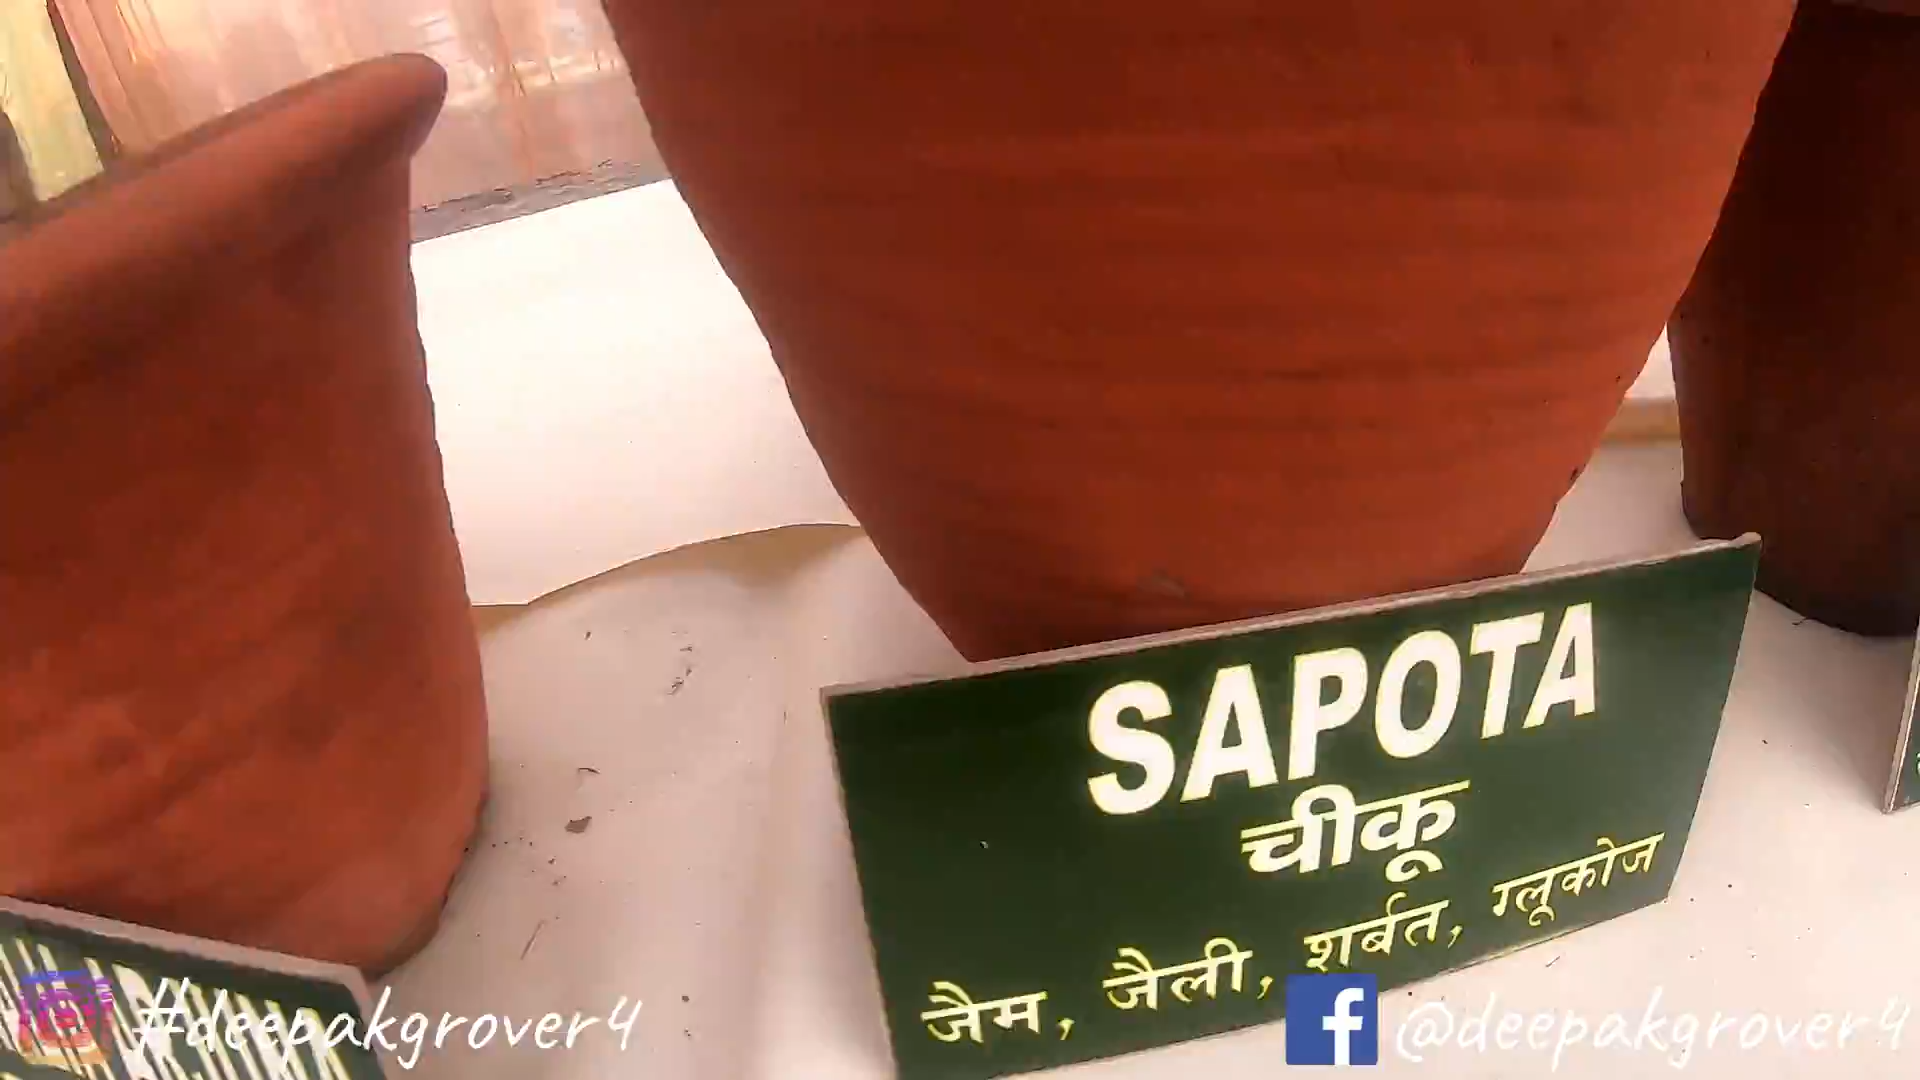 SAPOTA
चीकू
जैम, जैली, शर्बत, ग्लूकोज
#deepakgrover4
@deepakgrover4